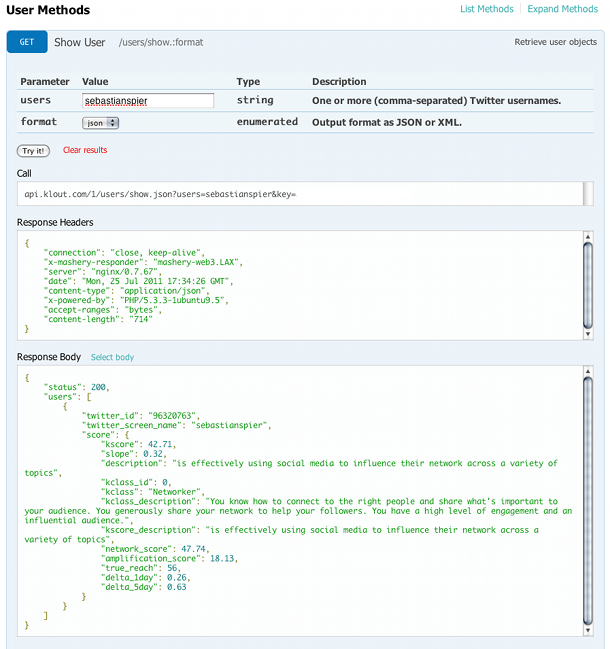 User Methods
List Methods | Expand Methods
GET Show User /users/show.:format Retrieve user objects
Parameter Value Type Description
users sebastianspier string One or more (comma-separated) Twitter usernames.
format json enumerated Output format as JSON or XML.
Try it! Clear results
Call
api.klout.com/1/users/show.json?users=sebastianspier&key=
Response Headers
{
"connection": "close, keep-alive",
"x-mashery-responder": "mashery-web3.LAX",
"server": "nginx/0.7.67",
"date": "Mon, 25 Jul 2011 17:34:26 GMT",
"content-type": "application/json",
"x-powered-by": "PHP/5.3.3-1ubuntu9.5",
"accept-ranges": "bytes",
"content-length": "714"
}
Response Body Select body
{
"status": 200,
"users": [
{
"twitter_id": "96320763",
"twitter_screen_name": "sebastianspier",
"score": {
"kscore": 42.71,
"slope": 0.32,
"description": "is effectively using social media to influence their network across a variety of
topics",
"kclass_id": 0,
"kclass": "Networker",
"kclass_description": "You know how to connect to the right people and share what's important to
your audience. You generously share your network to help your followers. You have a high level of engagement and an
influential audience.",
"kscore_description": "is effectively using social media to influence their network across a
variety of topics",
"network_score": 47.74,
"amplification_score": 18.13,
"true_reach": 56,
"delta_1day": 0.26,
"delta_5day": 0.63
}
}
]
}